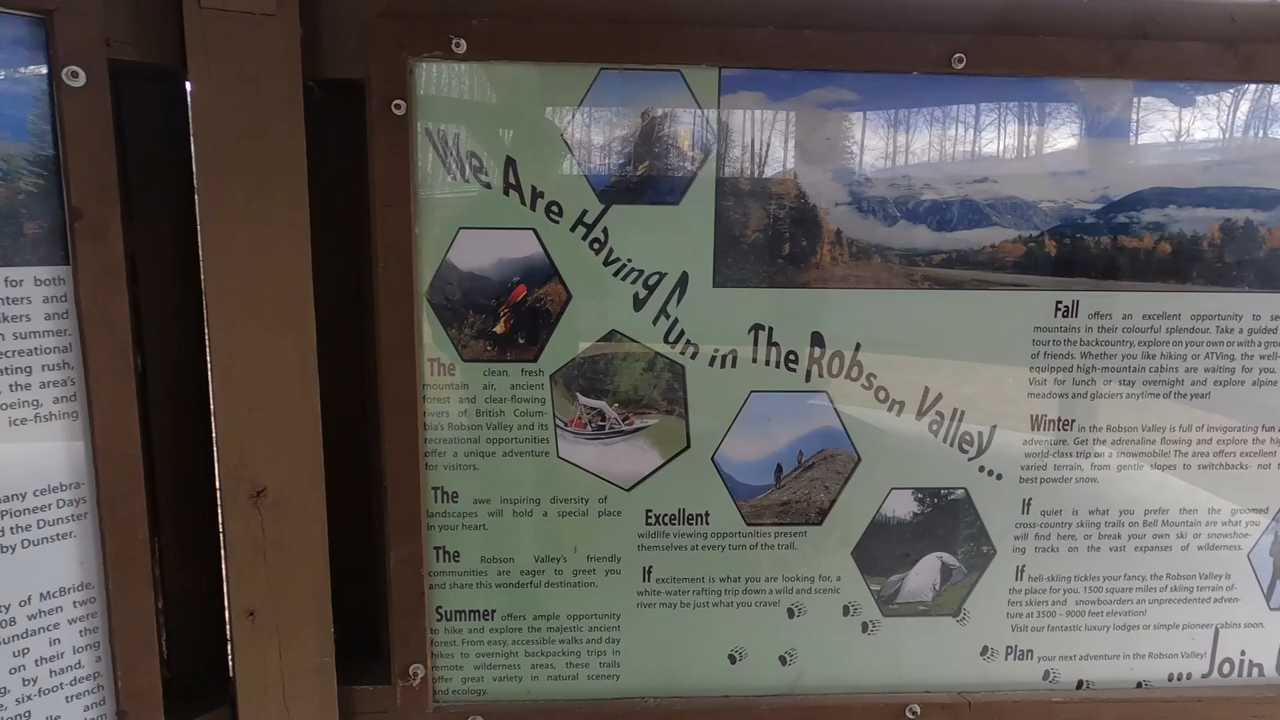 for both
nters and
ikers and
n summer.
ecreational
ating rush,
the area's
oeing, and
ice-fishing
any celebra-
Pioneer Days
d the Dunster
by Dunster.
ty of McBride,
08 when two
undance were
up in the
on their long
g, by hand, a
six-foot-deep,
long trench
We Are Having Fun in The Robson Valley...
The clean, fresh
mountain air, ancient
forest and clear-flowing
rivers of British Colum-
bia's Robson Valley and its
recreational opportunities
offer a unique adventure
for visitors.
The awe inspiring diversity of
landscapes will hold a special place
in your heart.
The Robson Valley's friendly
communities are eager to greet you
and share this wonderful destination.
Summer offers ample opportunity
to hike and explore the majestic ancient
forest. From easy, accessible walks and day
hikes to overnight backpacking trips in
remote wilderness areas, these trails
offer great variety in natural scenery
and ecology.
Excellent
wildlife viewing opportunities present
themselves at every turn of the trail.
If excitement is what you are looking for, a
white-water rafting trip down a wild and scenic
river may be just what you crave!
Fall offers an excellent opportunity to se
mountains in their colourful splendour. Take a guided
tour to the backcountry, explore on your own or with a gro
of friends. Whether you like hiking or ATVing, the well-
equipped high-mountain cabins are waiting for you.
Visit for lunch or stay overnight and explore alpine
meadows and glaciers anytime of the year!
Winter in the Robson Valley is full of invigorating fun a
adventure. Get the adrenaline flowing and explore the hi
world-class trip on a snowmobile! The area offers excellent
varied terrain, from gentle slopes to switchbacks- not t
best powder snow.
If quiet is what you prefer then the groomed
cross-country skiing trails on Bell Mountain are what you
will find here, or break your own ski or snowshoe-
ing tracks on the vast expanses of wilderness.
If heli-skiing tickles your fancy, the Robson Valley is
the place for you. 1500 square miles of skiing terrain of-
fers skiers and snowboarders an unprecedented adven-
ture at 3500 – 9000 feet elevation!
Visit our fantastic luxury lodges or simple pioneer cabins soon.
Plan your next adventure in the Robson Valley!
... Join